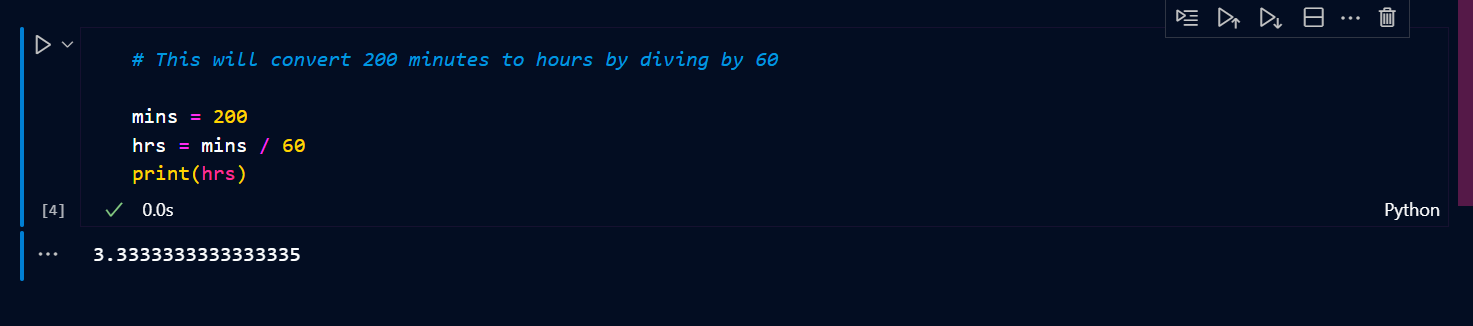 # This will convert 200 minutes to hours by diving by 60
mins = 200
hrs = mins / 60
print(hrs)
[4]
0.0s
Python
3.3333333333333335